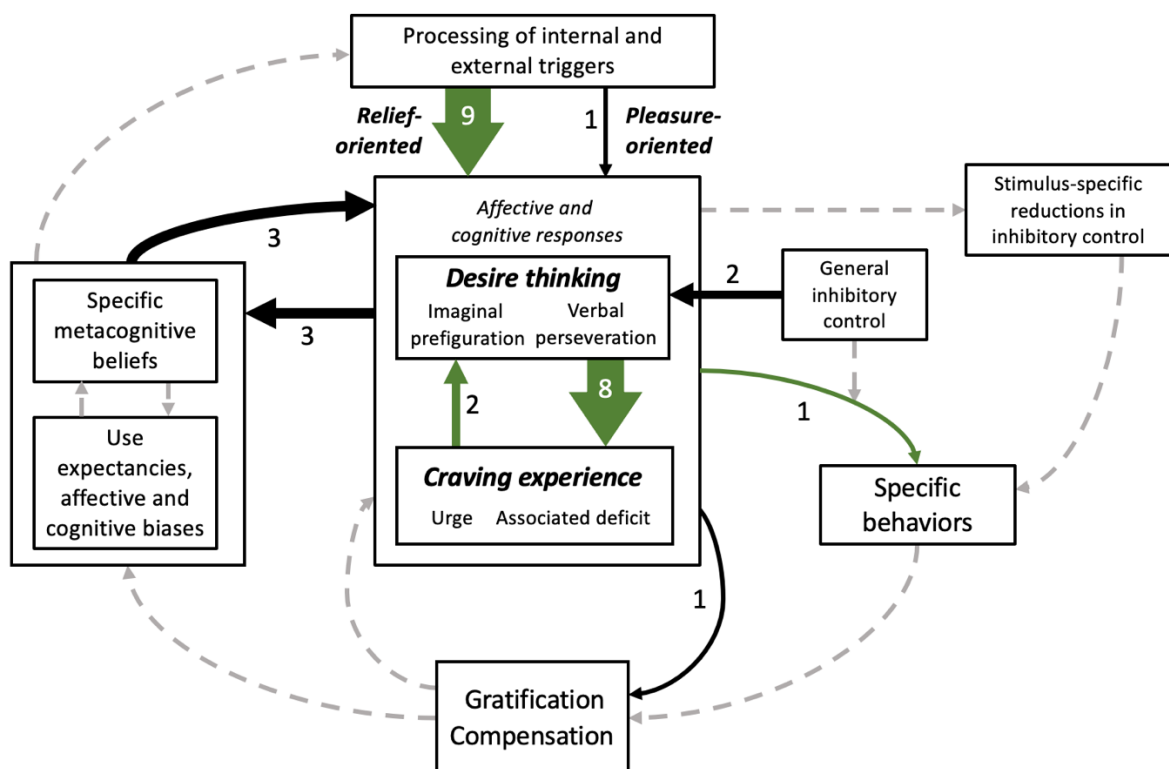 Processing of internal and
external triggers
Relief-
oriented
9
1
Pleasure-
oriented
Affective and
cognitive responses
Stimulus-specific
reductions in
inhibitory control
3
Desire thinking
Imaginal
prefiguration
Verbal
perseveration
2
General
inhibitory
control
Specific
metacognitive
beliefs
3
2
8
1
Use
expectancies,
affective and
cognitive biases
Craving experience
Urge
Associated deficit
Specific
behaviors
1
Gratification
Compensation